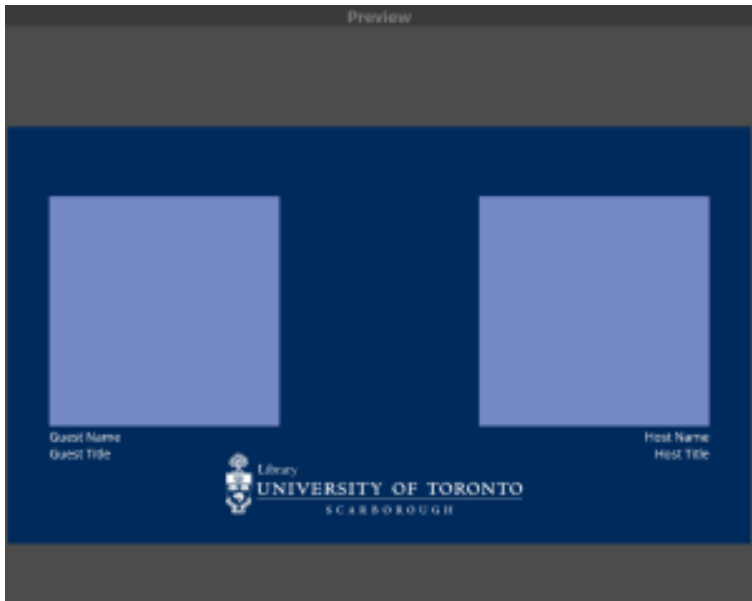 Preview
Guest Name
Guest Title
Host Name
Host Title
Library
UNIVERSITY OF TORONTO
SCARBOROUGH